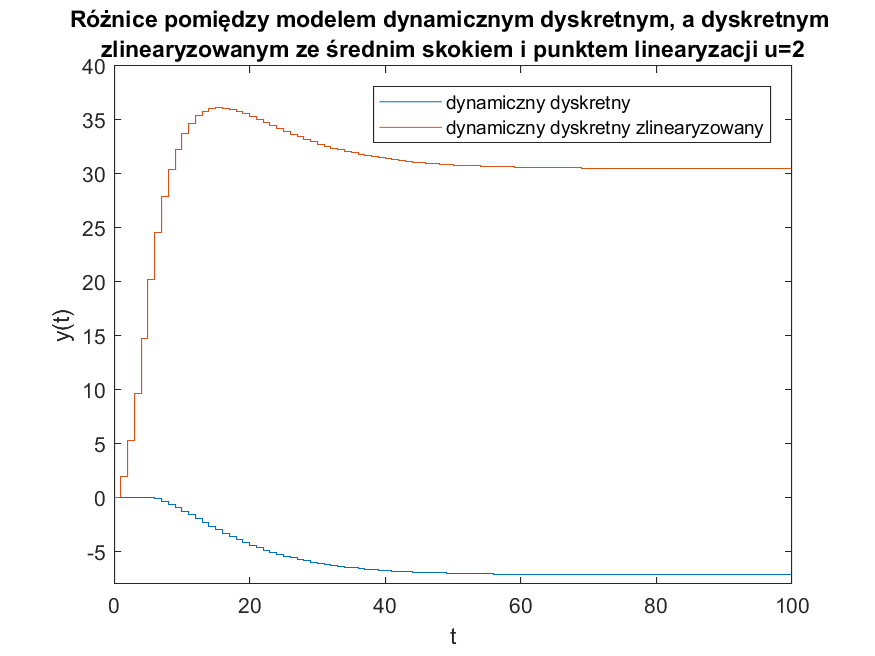 Różnice pomiędzy modelem dynamicznym dyskretnym, a dyskretnym
zlinearyzowanym ze średnim skokiem i punktem linearyzacji u=2
40
35
30
25
20
15
10
5
0
-5
y(t)
dynamiczny dyskretny
dynamiczny dyskretny zlinearyzowany
0 20 40 60 80 100
t